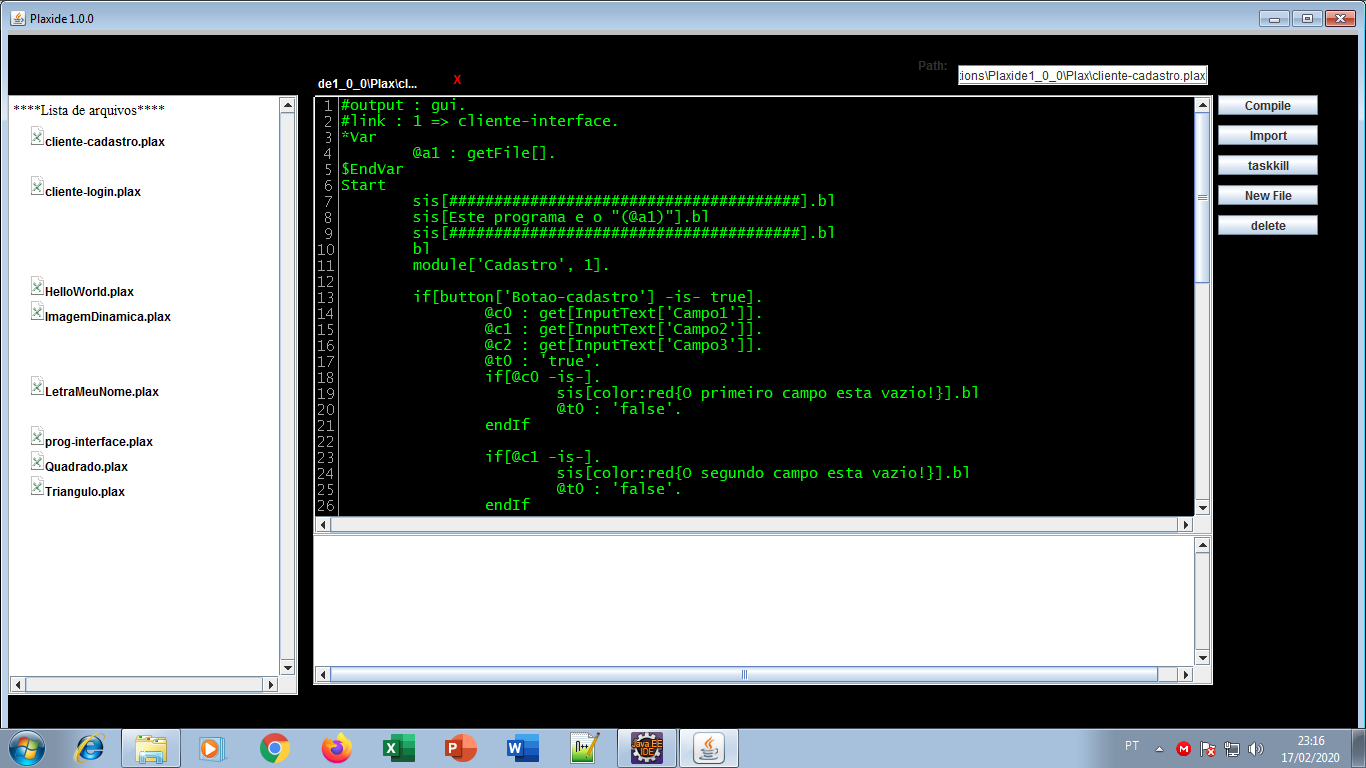 Plaxide 1.0.0
Path:
tions\Plaxide1_0_0\Plax\cliente-cadastro.plax
de1_0_0\Plax\cl...
X
****Lista de arquivos****
cliente-cadastro.plax
cliente-login.plax
HelloWorld.plax
ImagemDinamica.plax
LetraMeuNome.plax
prog-interface.plax
Quadrado.plax
Triangulo.plax
1 #output : gui.
2 #link : 1 => cliente-interface.
3 *Var
4 @a1 : getFile[].
5 $EndVar
6 Start
7 sis[#######################################].bl
8 sis[Este programa e o "(@a1)"].bl
9 sis[#######################################].bl
10 bl
11 module['Cadastro', 1].
12
13 if[button['Botao-cadastro'] -is- true].
14 @c0 : get[InputText['Campo1']].
15 @c1 : get[InputText['Campo2']].
16 @c2 : get[InputText['Campo3']].
17 @t0 : 'true'.
18 if[@c0 -is-].
19 sis[color:red{O primeiro campo esta vazio!}].bl
20 @t0 : 'false'.
21 endIf
22
23 if[@c1 -is-].
24 sis[color:red{O segundo campo esta vazio!}].bl
25 @t0 : 'false'.
26 endIf
Compile
Import
taskkill
New File
delete
Java EE
IDE
PT
23:16
17/02/2020